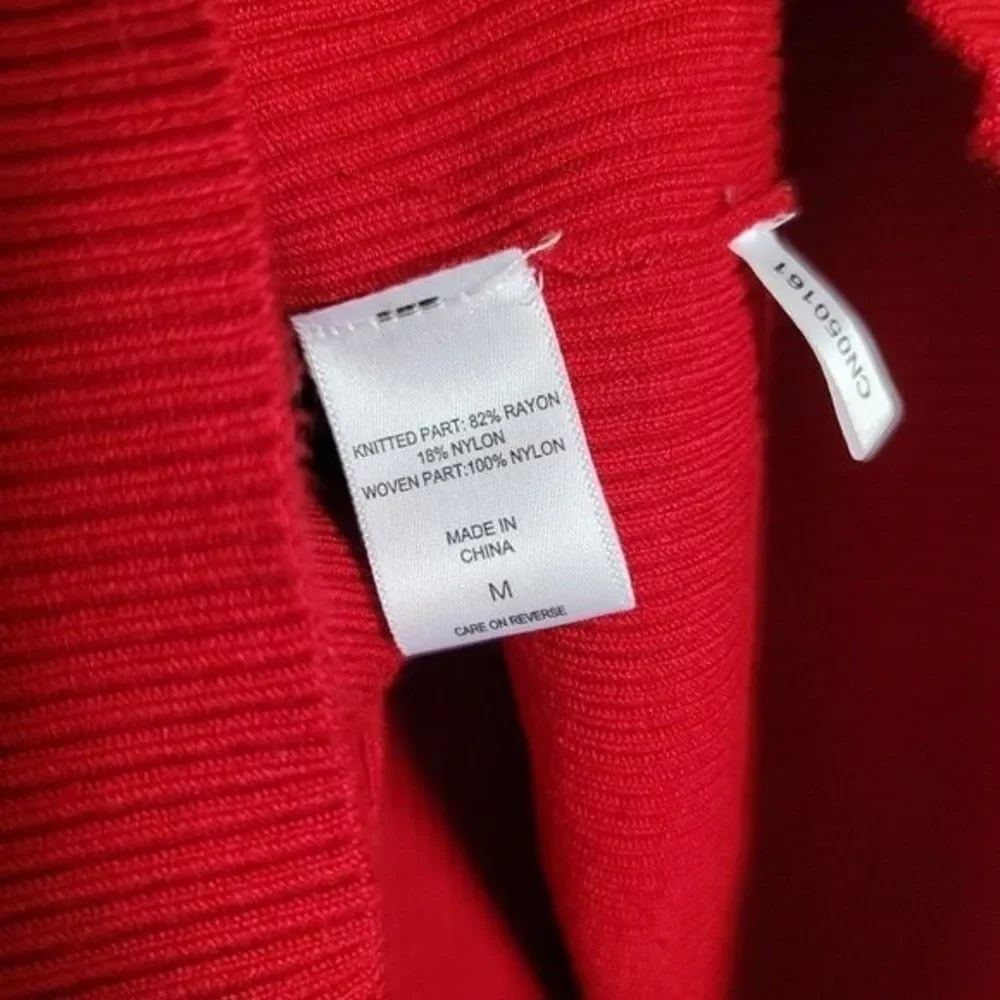 KNITTED PART: 82% RAYON
18% NYLON
WOVEN PART:100% NYLON
MADE IN
CHINA
M
CARE ON REVERSE
CN050161